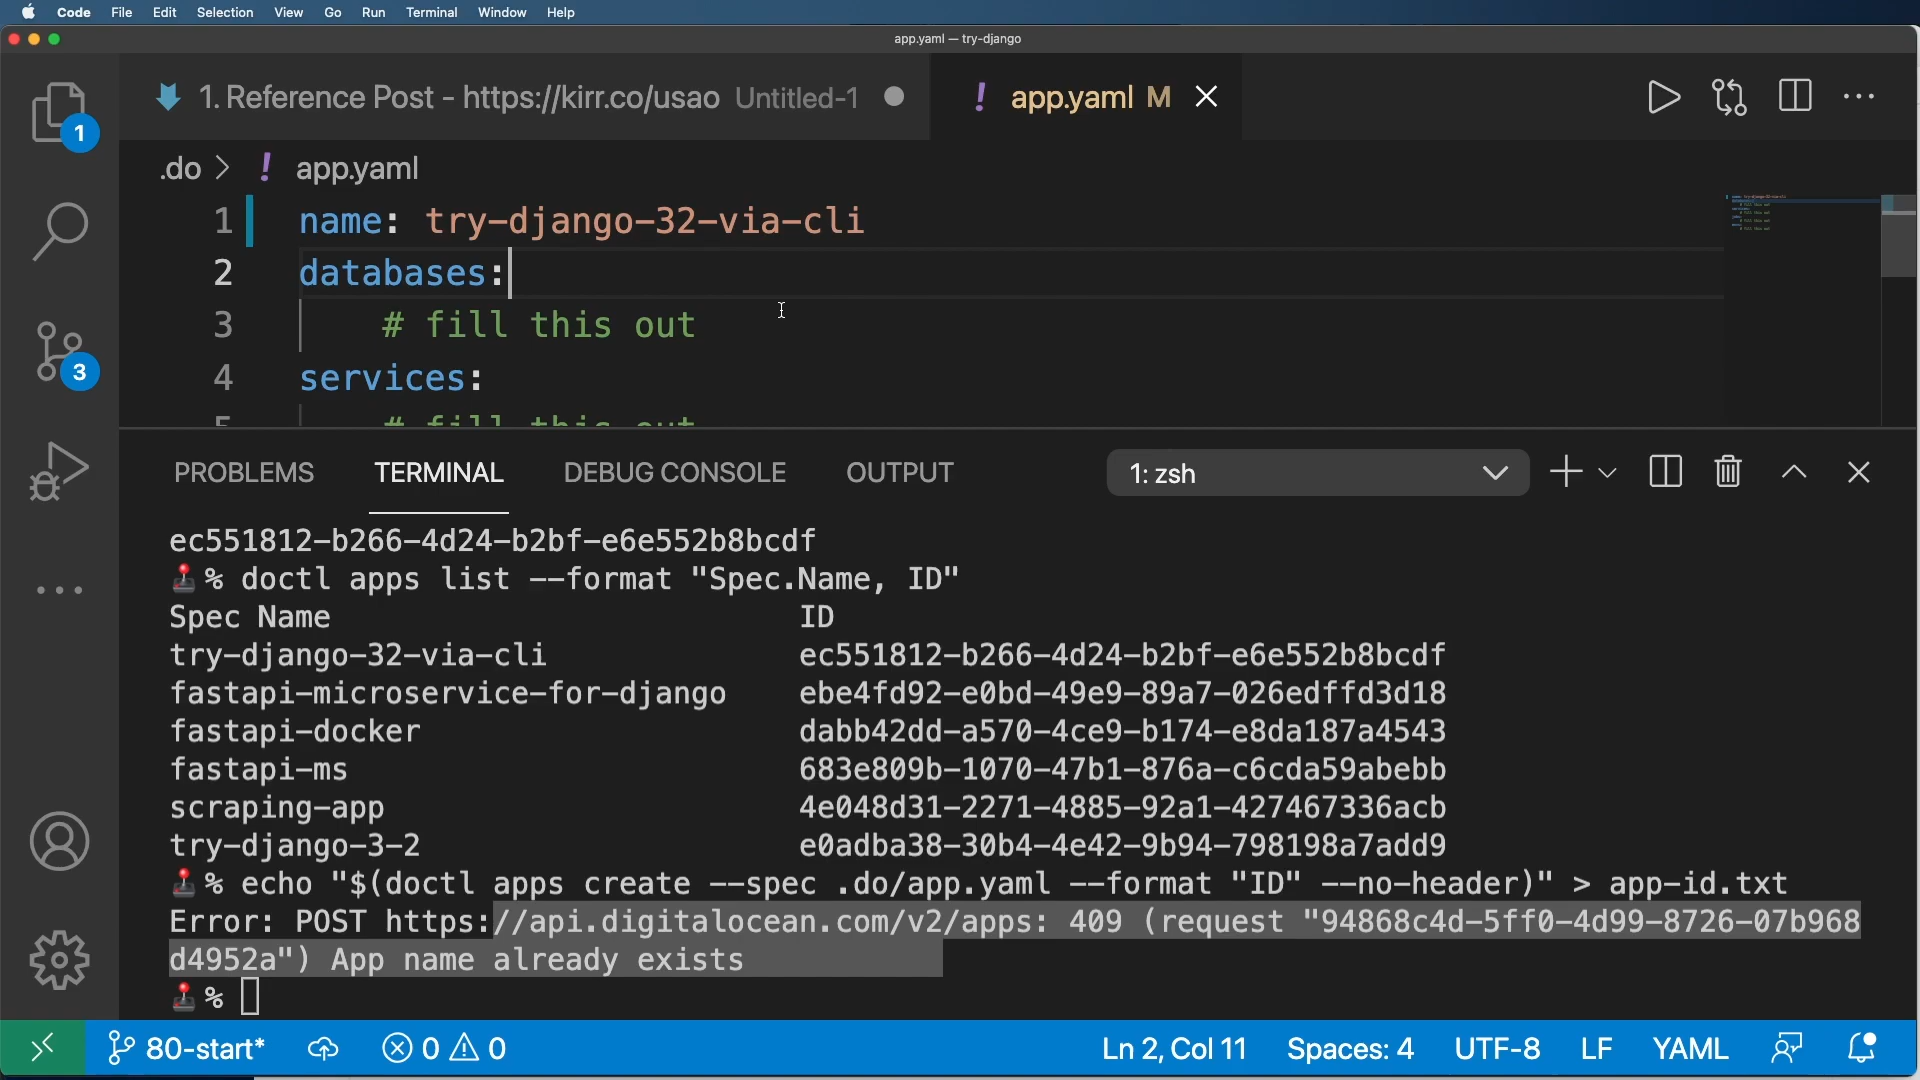 Code File Edit Selection View Go Run Terminal Window Help
app.yaml — try-django
1. Reference Post - https://kirr.co/usao Untitled-1
! app.yaml M
1
.do > ! app.yaml
1 name: try-django-32-via-cli
2 databases:
3 # fill this out
4 services:
5 # fill this out
3
PROBLEMS TERMINAL DEBUG CONSOLE OUTPUT 1: zsh
ec551812-b266-4d24-b2bf-e6e552b8bcdf
% doctl apps list --format "Spec.Name, ID"
Spec Name ID
try-django-32-via-cli ec551812-b266-4d24-b2bf-e6e552b8bcdf
fastapi-microservice-for-django ebe4fd92-e0bd-49e9-89a7-026edffd3d18
fastapi-docker dabb42dd-a570-4ce9-b174-e8da187a4543
fastapi-ms 683e809b-1070-47b1-876a-c6cda59abebb
scraping-app 4e048d31-2271-4885-92a1-427467336acb
try-django-3-2 e0adba38-30b4-4e42-9b94-798198a7add9
% echo "$(doctl apps create --spec .do/app.yaml --format "ID" --no-header)" > app-id.txt
Error: POST https://api.digitalocean.com/v2/apps: 409 (request "94868c4d-5ff0-4d99-8726-07b968
d4952a") App name already exists
%
80-start* 0 0 Ln 2, Col 11 Spaces: 4 UTF-8 LF YAML